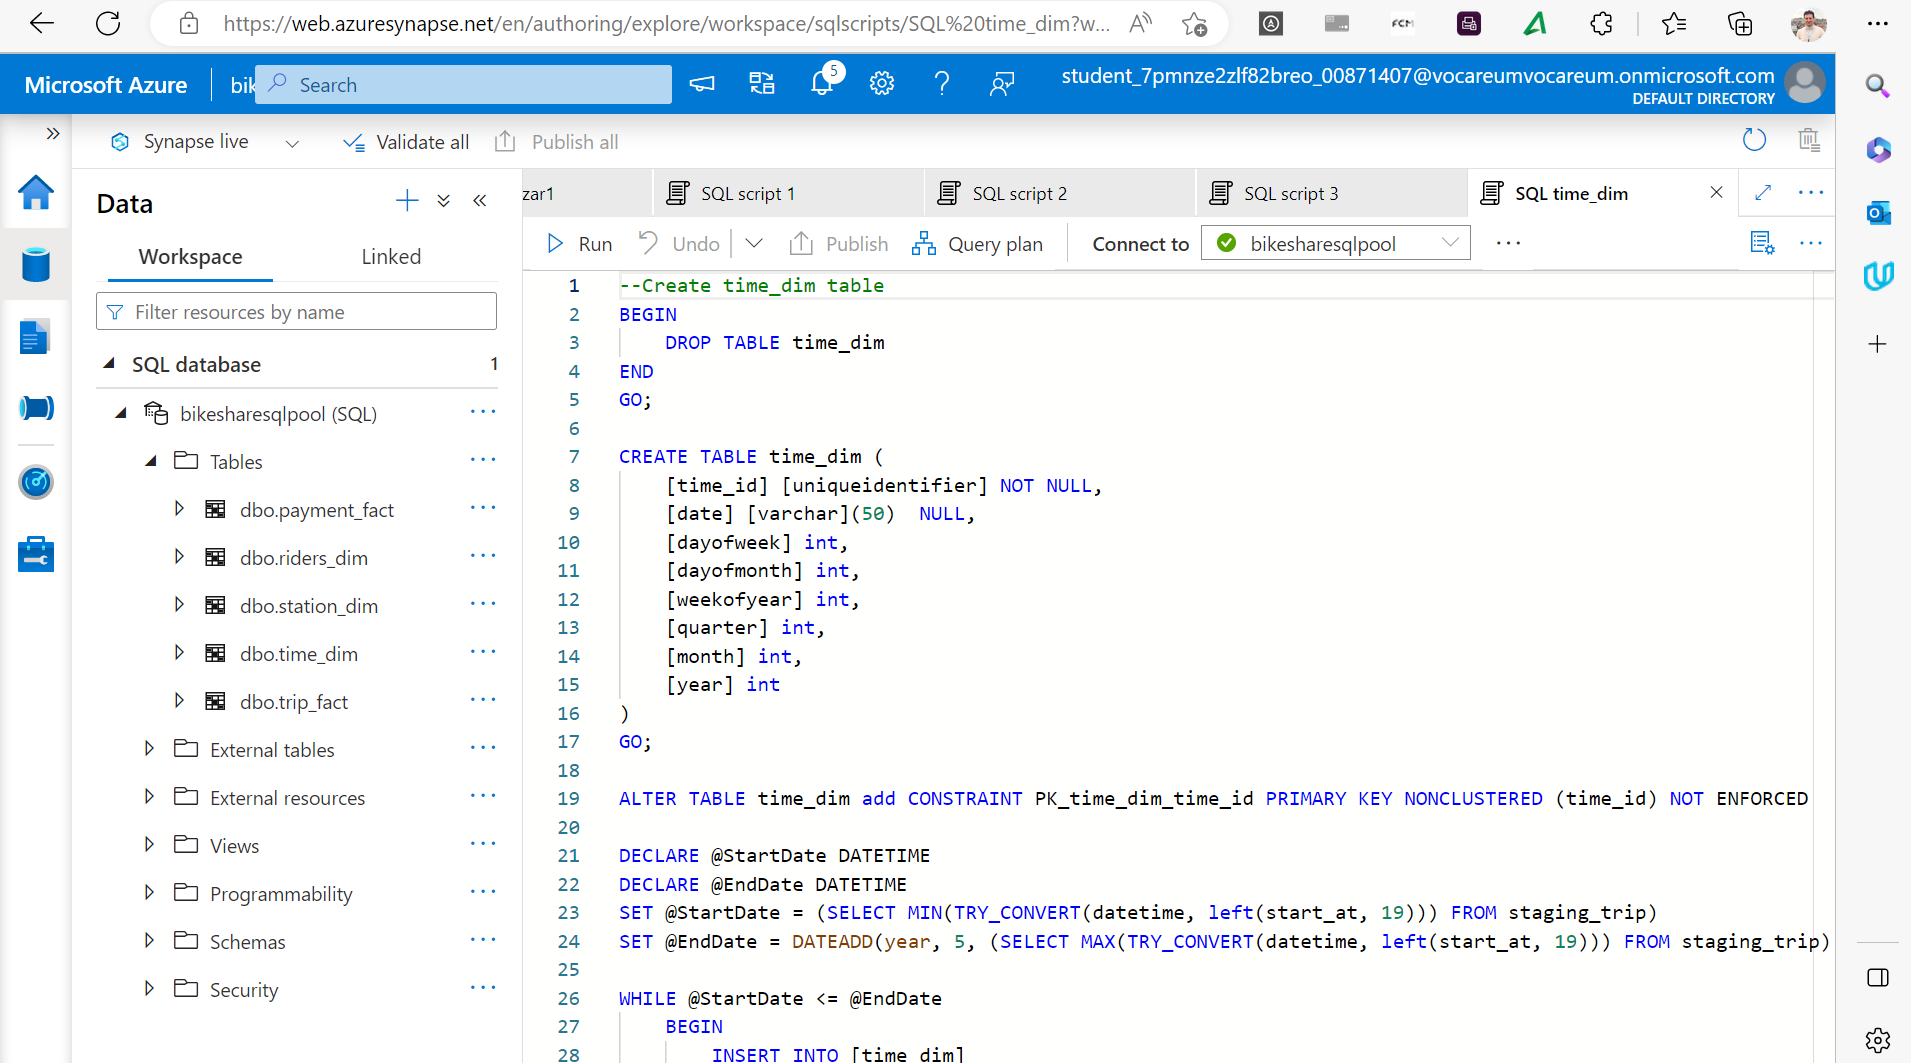 https://web.azuresynapse.net/en/authoring/explore/workspace/sqlscripts/SQL%20time_dim?w...
FCM
Microsoft Azure
bik
Search
5
student_7pmnze2zlf82breo_00871407@vocareumvocareum.onmicrosoft.com
DEFAULT DIRECTORY
Synapse live
Validate all
Publish all
Data
zar1
SQL script 1
SQL script 2
SQL script 3
SQL time_dim
Workspace
Linked
Run
Undo
Publish
Query plan
Connect to
bikesharesqlpool
Filter resources by name
SQL database 1
bikesharesqlpool (SQL)
Tables
dbo.payment_fact
dbo.riders_dim
dbo.station_dim
dbo.time_dim
dbo.trip_fact
External tables
External resources
Views
Programmability
Schemas
Security
1 --Create time_dim table
2 BEGIN
3 DROP TABLE time_dim
4 END
5 GO;
6
7 CREATE TABLE time_dim (
8 [time_id] [uniqueidentifier] NOT NULL,
9 [date] [varchar](50)  NULL,
10 [dayofweek] int,
11 [dayofmonth] int,
12 [weekofyear] int,
13 [quarter] int,
14 [month] int,
15 [year] int
16 )
17 GO;
18
19 ALTER TABLE time_dim add CONSTRAINT PK_time_dim_time_id PRIMARY KEY NONCLUSTERED (time_id) NOT ENFORCED
20
21 DECLARE @StartDate DATETIME
22 DECLARE @EndDate DATETIME
23 SET @StartDate = (SELECT MIN(TRY_CONVERT(datetime, left(start_at, 19))) FROM staging_trip)
24 SET @EndDate = DATEADD(year, 5, (SELECT MAX(TRY_CONVERT(datetime, left(start_at, 19))) FROM staging_trip)
25
26 WHILE @StartDate <= @EndDate
27 BEGIN
28 INSERT INTO [time_dim]